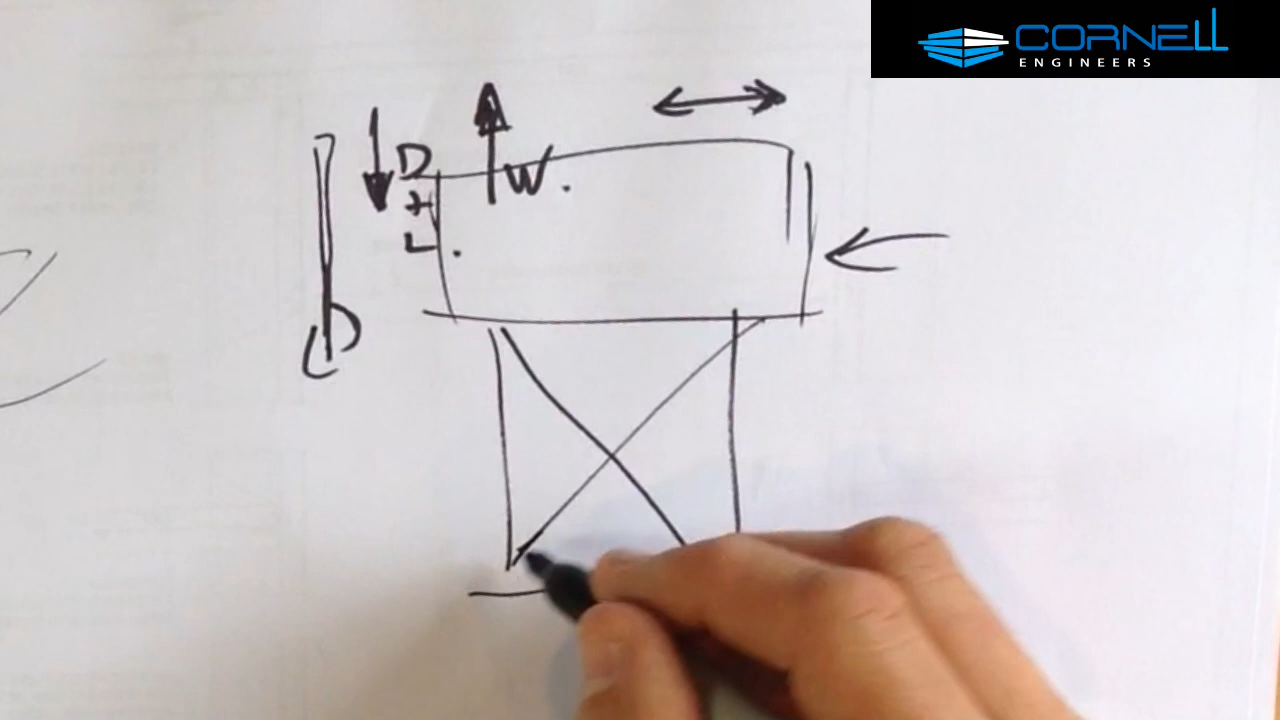 CORNELL
ENGINEERS
D
+
L.
W.
D